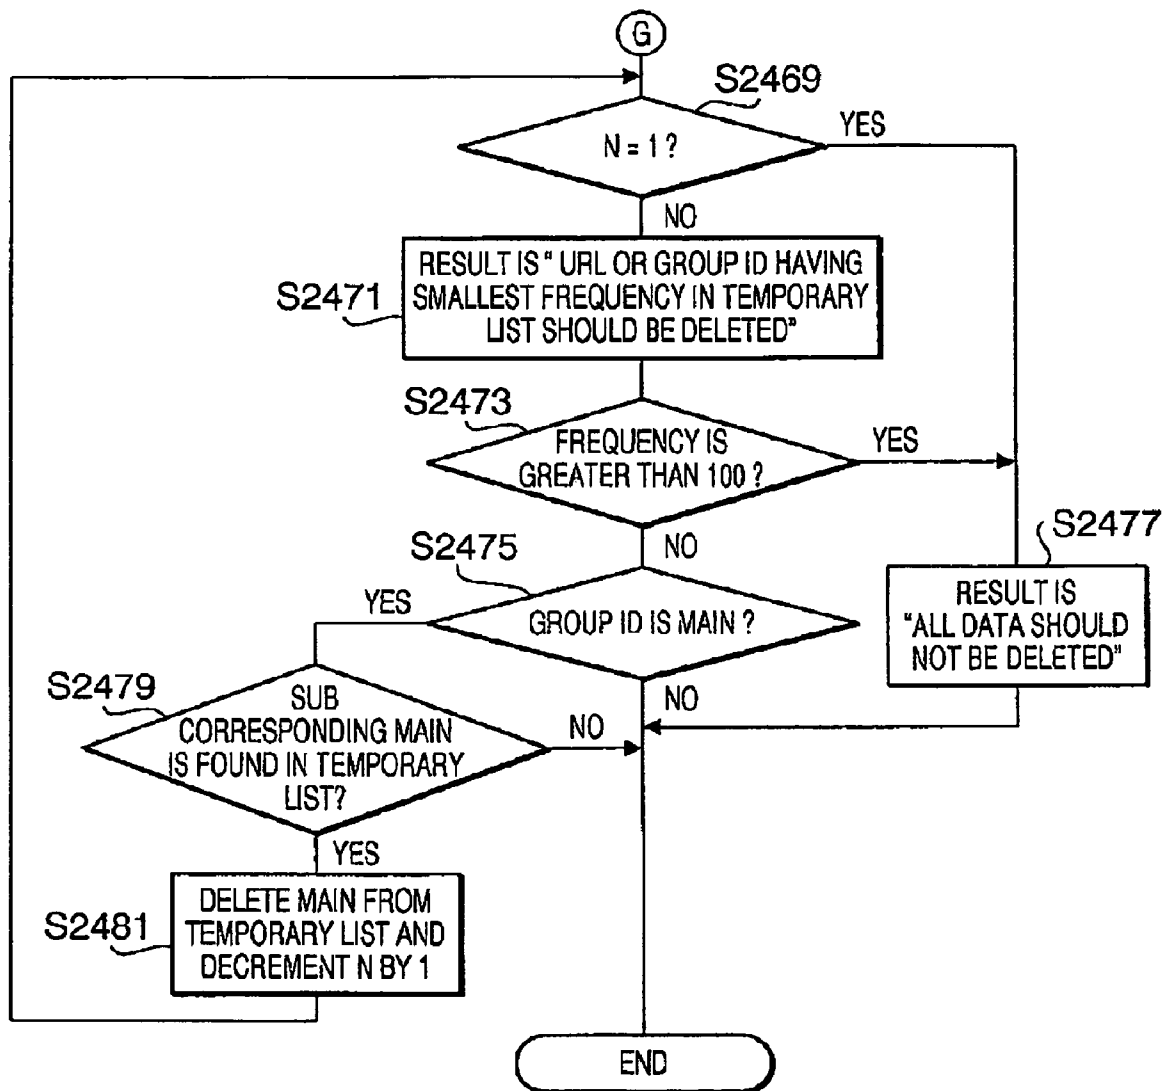 G
S2469
N = 1 ?
YES
NO
S2471
RESULT IS " URL OR GROUP ID HAVING
SMALLEST FREQUENCY IN TEMPORARY
LIST SHOULD BE DELETED"
S2473
FREQUENCY IS
GREATER THAN 100 ?
YES
NO
S2475
GROUP ID IS MAIN ?
YES
NO
S2477
RESULT IS
"ALL DATA SHOULD
NOT BE DELETED"
S2479
SUB
CORRESPONDING MAIN
IS FOUND IN TEMPORARY
LIST?
NO
YES
S2481
DELETE MAIN FROM
TEMPORARY LIST AND
DECREMENT N BY 1
END